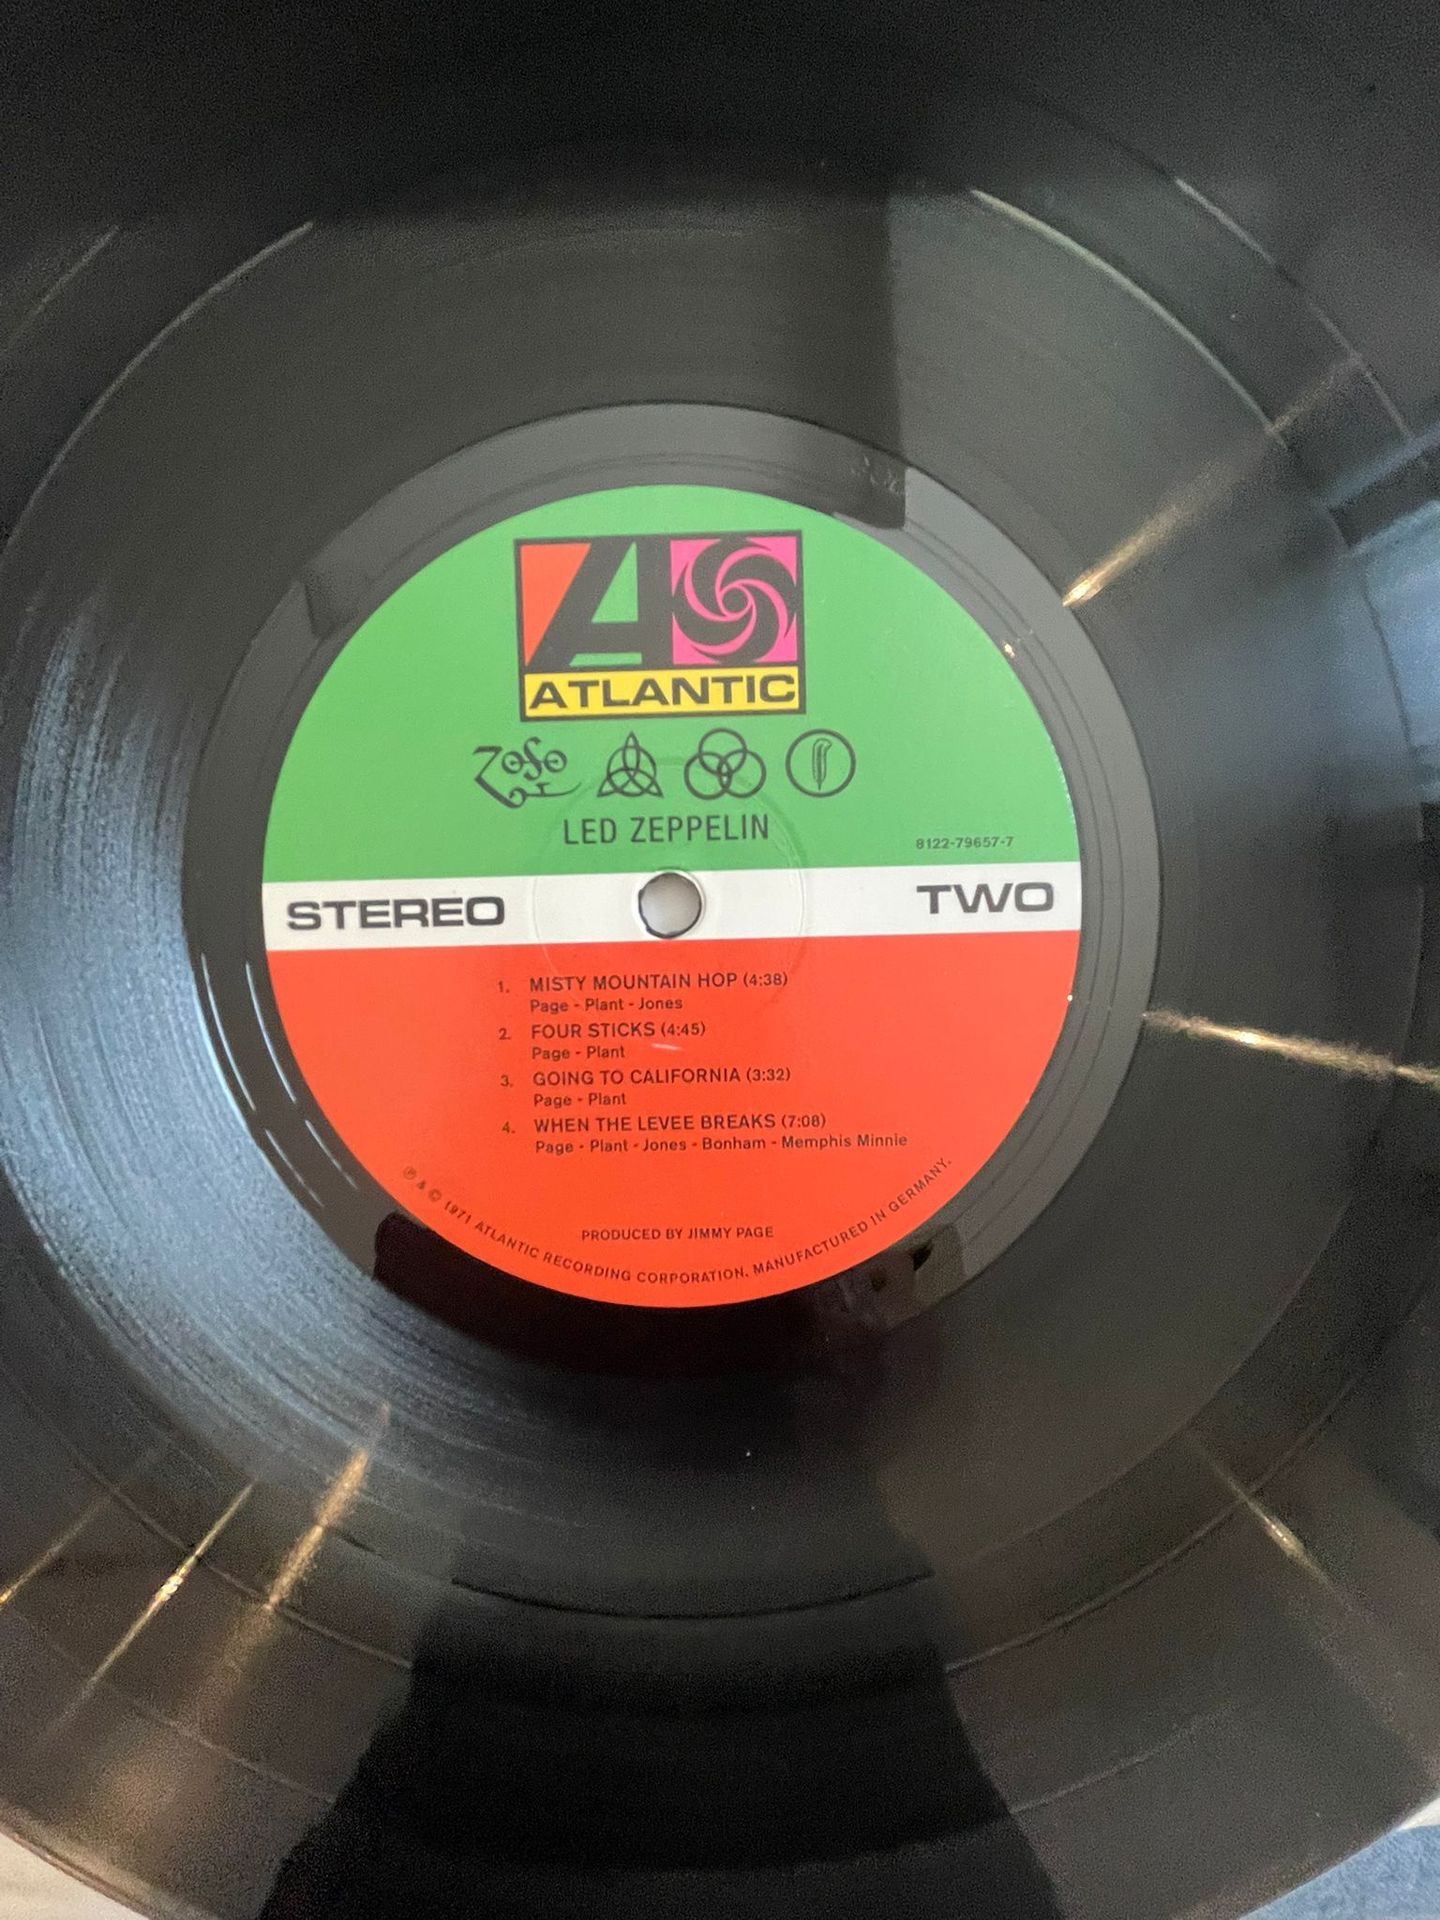 ATLANTIC
LED ZEPPELIN
8122-79657-7
STEREO
TWO
1. MISTY MOUNTAIN HOP (4:38)
Page - Plant - Jones
2. FOUR STICKS (4:45)
Page - Plant
3. GOING TO CALIFORNIA (3:32)
Page - Plant
4. WHEN THE LEVEE BREAKS (7:08)
Page - Plant - Jones - Bonham - Memphis Minnie
PRODUCED BY JIMMY PAGE
℗ & © 1971 ATLANTIC RECORDING CORPORATION. MANUFACTURED IN GERMANY.